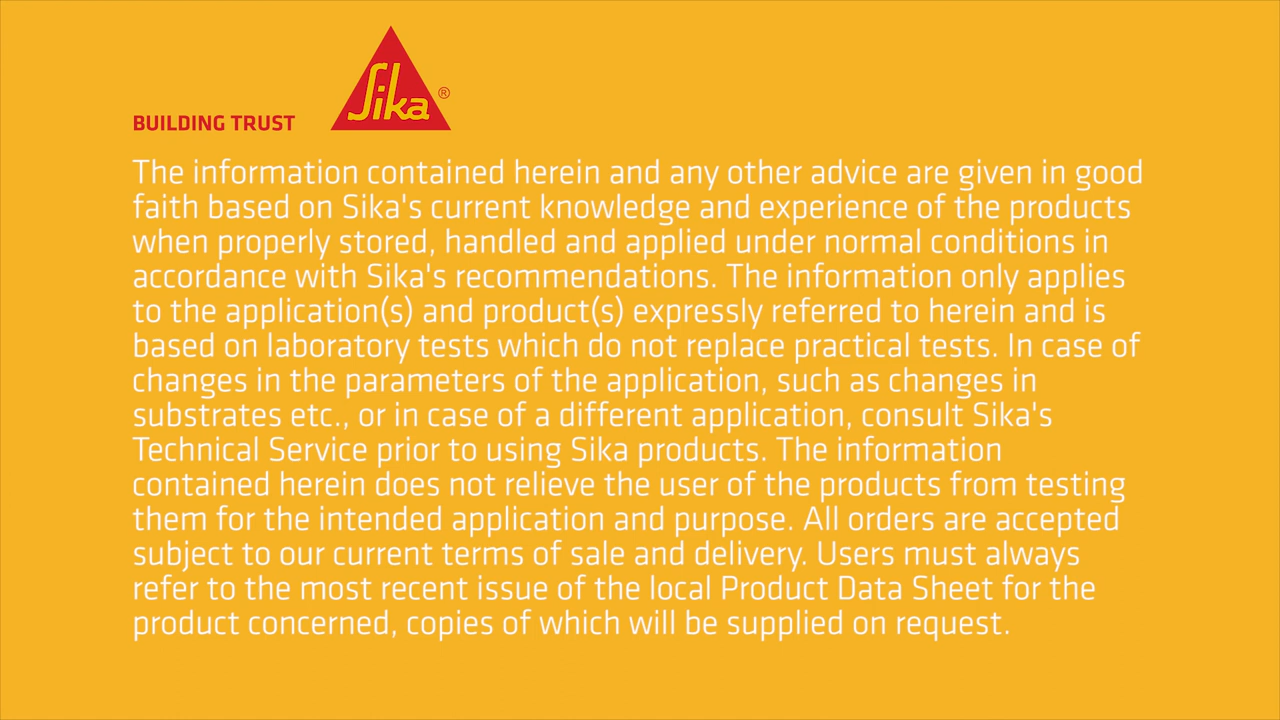 BUILDING TRUST
Sika®
The information contained herein and any other advice are given in good
faith based on Sika's current knowledge and experience of the products
when properly stored, handled and applied under normal conditions in
accordance with Sika's recommendations. The information only applies
to the application(s) and product(s) expressly referred to herein and is
based on laboratory tests which do not replace practical tests. In case of
changes in the parameters of the application, such as changes in
substrates etc., or in case of a different application, consult Sika's
Technical Service prior to using Sika products. The information
contained herein does not relieve the user of the products from testing
them for the intended application and purpose. All orders are accepted
subject to our current terms of sale and delivery. Users must always
refer to the most recent issue of the local Product Data Sheet for the
product concerned, copies of which will be supplied on request.